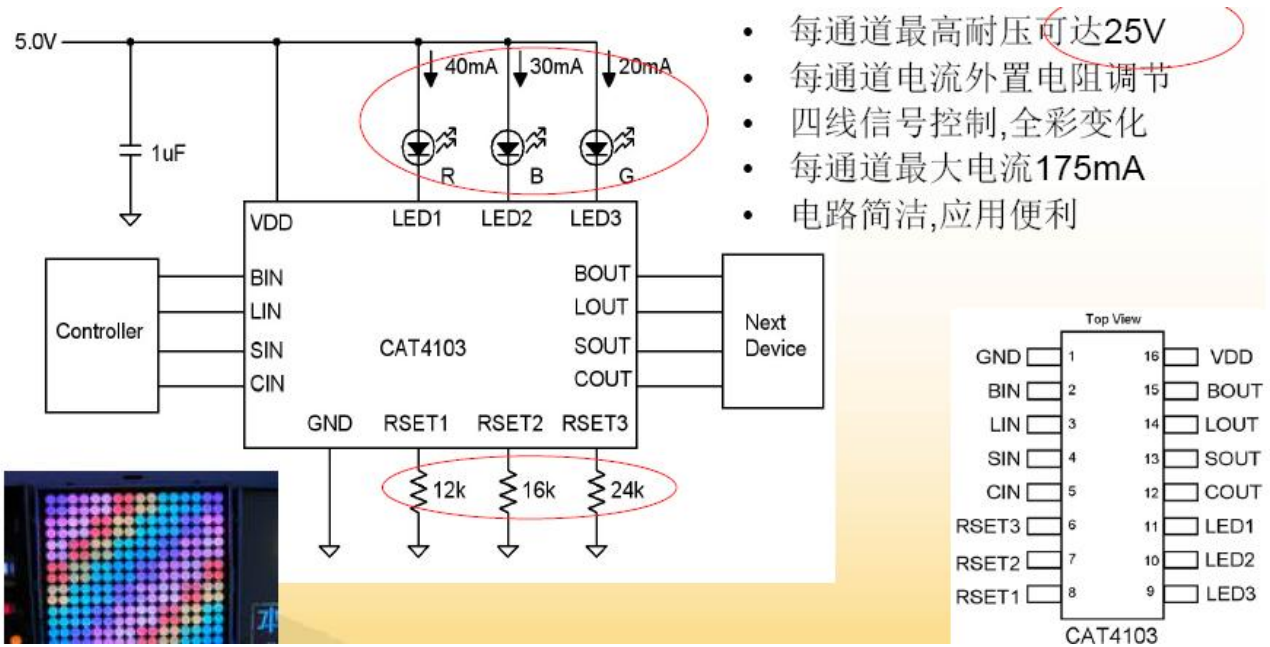 5.0V
40mA
30mA
20mA
1uF
R
B
G
VDD
LED1
LED2
LED3
Controller
BIN
LIN
SIN
CIN
CAT4103
BOUT
LOUT
SOUT
COUT
Next
Device
GND
RSET1
RSET2
RSET3
12k
16k
24k
• 每通道最高耐压可达25V
• 每通道电流外置电阻调节
• 四线信号控制,全彩变化
• 每通道最大电流175mA
• 电路简洁,应用便利
Top View
GND 1 16 VDD
BIN 2 15 BOUT
LIN 3 14 LOUT
SIN 4 13 SOUT
CIN 5 12 COUT
RSET3 6 11 LED1
RSET2 7 10 LED2
RSET1 8 9 LED3
CAT4103